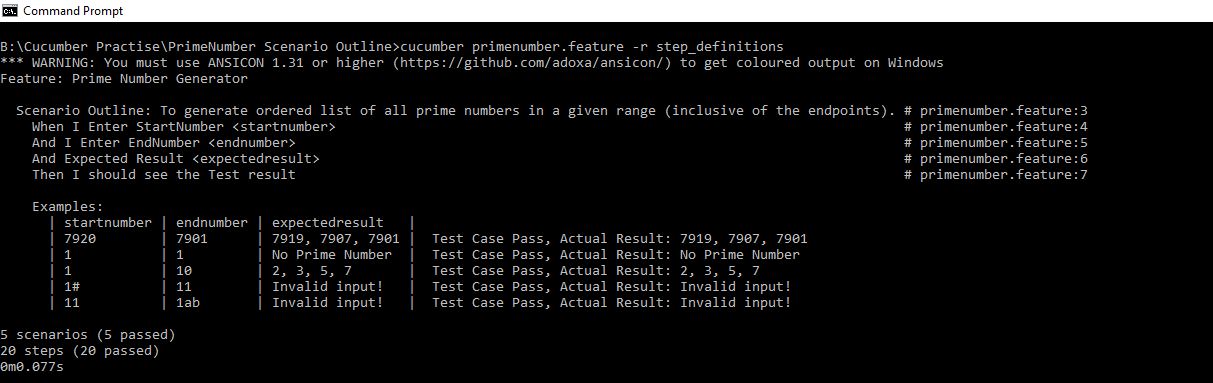 Command Prompt
B:\Cucumber Practise\PrimeNumber Scenario Outline>cucumber primenumber.feature -r step_definitions
*** WARNING: You must use ANSICON 1.31 or higher (https://github.com/adoxa/ansicon/) to get coloured output on Windows
Feature: Prime Number Generator
Scenario Outline: To generate ordered list of all prime numbers in a given range (inclusive of the endpoints). # primenumber.feature:3
When I Enter StartNumber <startnumber> # primenumber.feature:4
And I Enter EndNumber <endnumber> # primenumber.feature:5
And Expected Result <expectedresult> # primenumber.feature:6
Then I should see the Test result # primenumber.feature:7
Examples:
| startnumber | endnumber | expectedresult |
| 7920 | 7901 | 7919, 7907, 7901 | Test Case Pass, Actual Result: 7919, 7907, 7901
| 1 | 1 | No Prime Number | Test Case Pass, Actual Result: No Prime Number
| 1 | 10 | 2, 3, 5, 7 | Test Case Pass, Actual Result: 2, 3, 5, 7
| 1# | 11 | Invalid input! | Test Case Pass, Actual Result: Invalid input!
| 11 | 1ab | Invalid input! | Test Case Pass, Actual Result: Invalid input!
5 scenarios (5 passed)
20 steps (20 passed)
0m0.077s